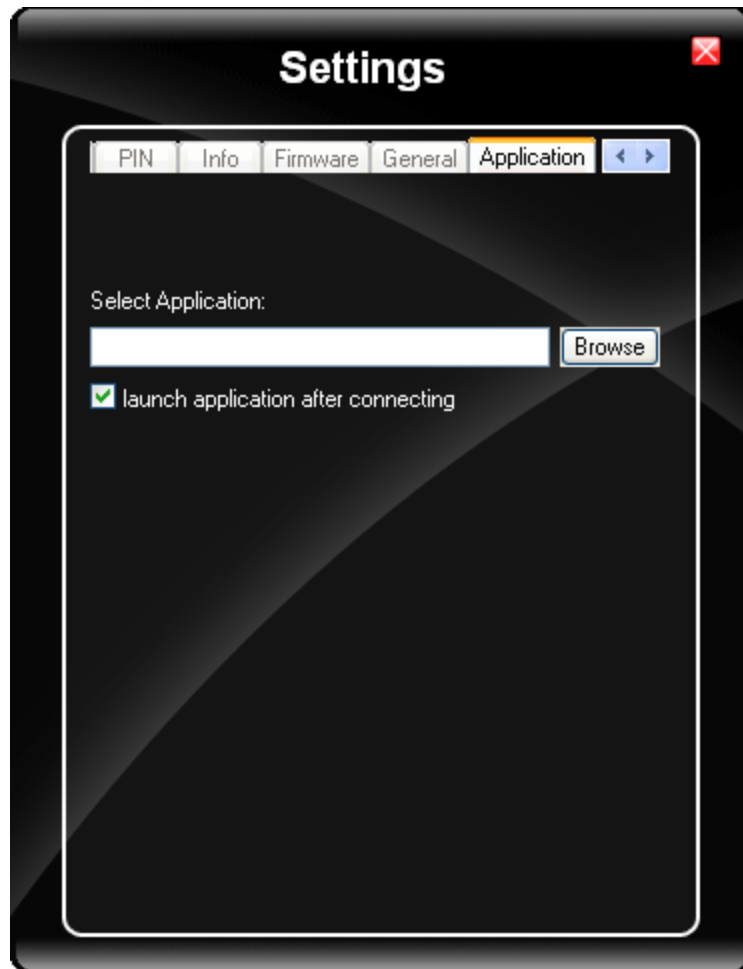 Settings
PIN Info Firmware General Application
Select Application:
Browse
launch application after connecting